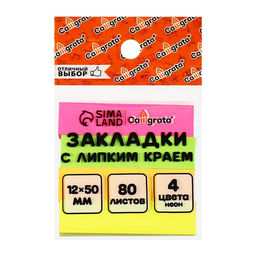 Calligrata
ОТЛИЧНЫЙ
ВЫБОР
SIMA
LAND
Calligrata
ЗАКЛАДКИ
С ЛИПКИМ КРАЕМ
12×50
ММ
80
ЛИСТОВ
4
ЦВЕТА
НЕОН